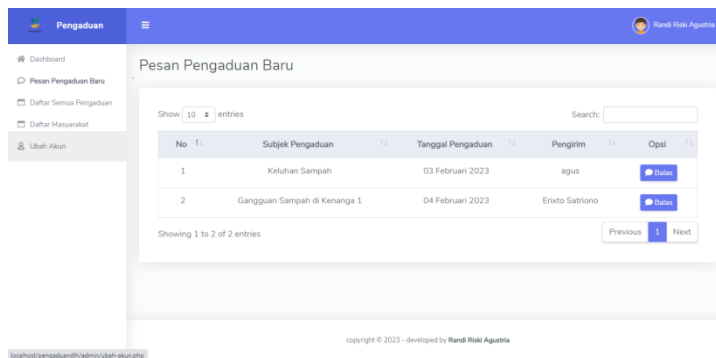 Pengaduan
Randi Riski Agustria
Dashboard
Pesan Pengaduan Baru
Daftar Semua Pengaduan
Daftar Masyarakat
Ubah Akun
Pesan Pengaduan Baru
Show 10 entries
Search:
No Subjek Pengaduan Tanggal Pengaduan Pengirim Opsi
1 Keluhan Sampah 03 Februari 2023 agus Balas
2 Gangguan Sampah di Kenanga 1 04 Februari 2023 Erixto Satriono Balas
Showing 1 to 2 of 2 entries
Previous 1 Next
copyright © 2023 - developed by Randi Riski Agustria
localhost/pengaduandlh/admin/ubah-akun.php